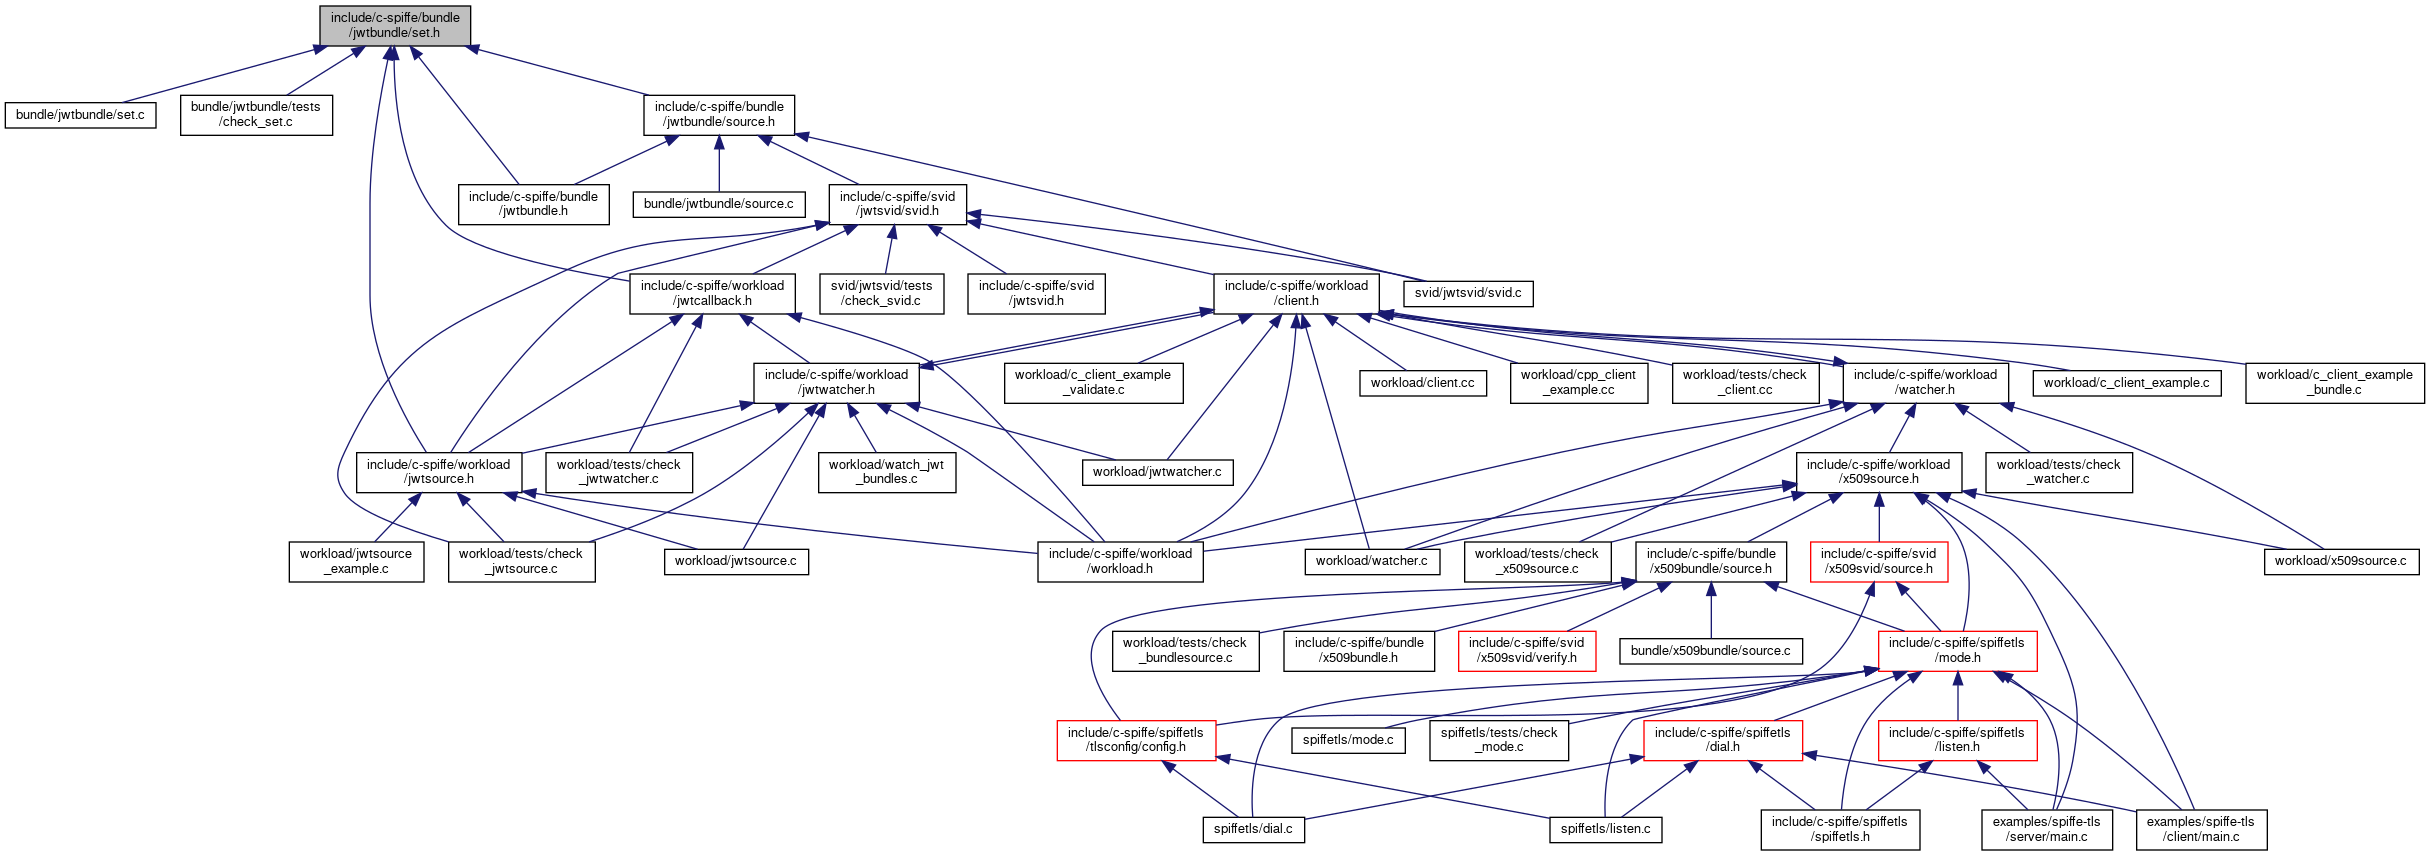 include/c-spiffe/bundle
/jwtbundle/set.h
bundle/jwtbundle/set.c
bundle/jwtbundle/tests
/check_set.c
include/c-spiffe/bundle
/jwtbundle/source.h
include/c-spiffe/bundle
/jwtbundle.h
bundle/jwtbundle/source.c
include/c-spiffe/svid
/jwtsvid/svid.h
include/c-spiffe/workload
/jwtcallback.h
svid/jwtsvid/tests
/check_svid.c
include/c-spiffe/svid
/jwtsvid.h
include/c-spiffe/workload
/client.h
svid/jwtsvid/svid.c
include/c-spiffe/workload
/jwtwatcher.h
workload/c_client_example
_validate.c
workload/client.cc
workload/cpp_client
_example.cc
workload/tests/check
_client.cc
include/c-spiffe/workload
/watcher.h
workload/c_client_example.c
workload/c_client_example
_bundle.c
include/c-spiffe/workload
/jwtsource.h
workload/tests/check
_jwtwatcher.c
workload/watch_jwt
_bundles.c
workload/jwtwatcher.c
include/c-spiffe/workload
/x509source.h
workload/tests/check
_watcher.c
workload/jwtsource
_example.c
workload/tests/check
_jwtsource.c
workload/jwtsource.c
include/c-spiffe/workload
/workload.h
workload/watcher.c
workload/tests/check
_x509source.c
include/c-spiffe/bundle
/x509bundle/source.h
include/c-spiffe/svid
/x509svid/source.h
workload/x509source.c
workload/tests/check
_bundlesource.c
include/c-spiffe/bundle
/x509bundle.h
include/c-spiffe/svid
/x509svid/verify.h
bundle/x509bundle/source.c
include/c-spiffe/spiffetls
/mode.h
include/c-spiffe/spiffetls
/tlsconfig/config.h
spiffetls/mode.c
spiffetls/tests/check
_mode.c
include/c-spiffe/spiffetls
/dial.h
include/c-spiffe/spiffetls
/listen.h
spiffetls/dial.c
spiffetls/listen.c
include/c-spiffe/spiffetls
/spiffetls.h
examples/spiffe-tls
/server/main.c
examples/spiffe-tls
/client/main.c